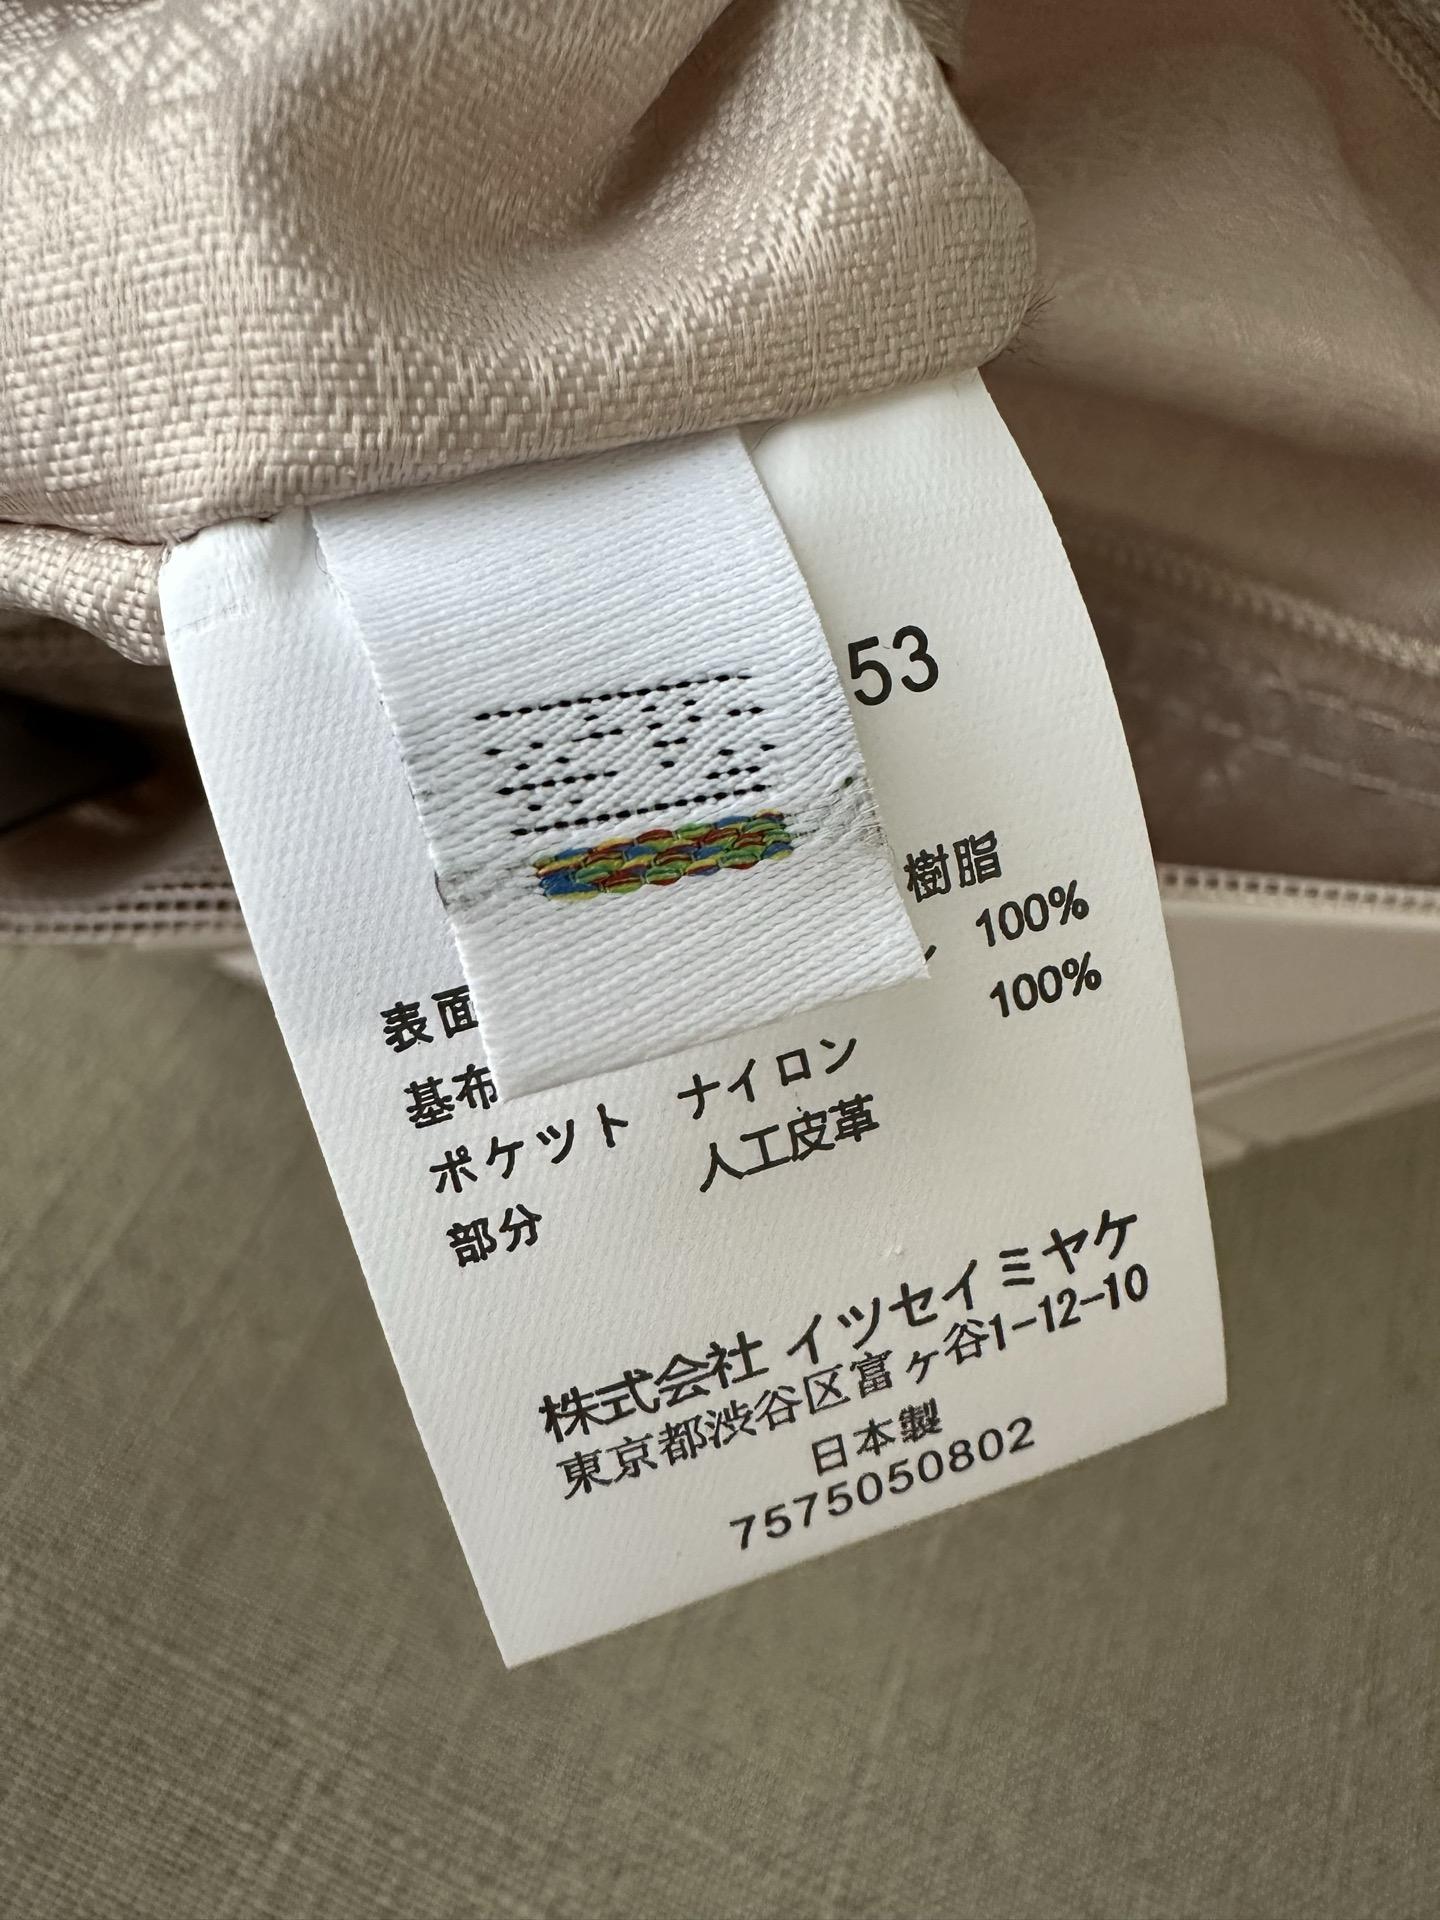 53
樹脂
表面
基布 100%
ポケット ナイロン 100%
部分 人工皮革
株式会社 イッセイミヤケ
東京都渋谷区富ヶ谷1-12-10
日本製
7575050802